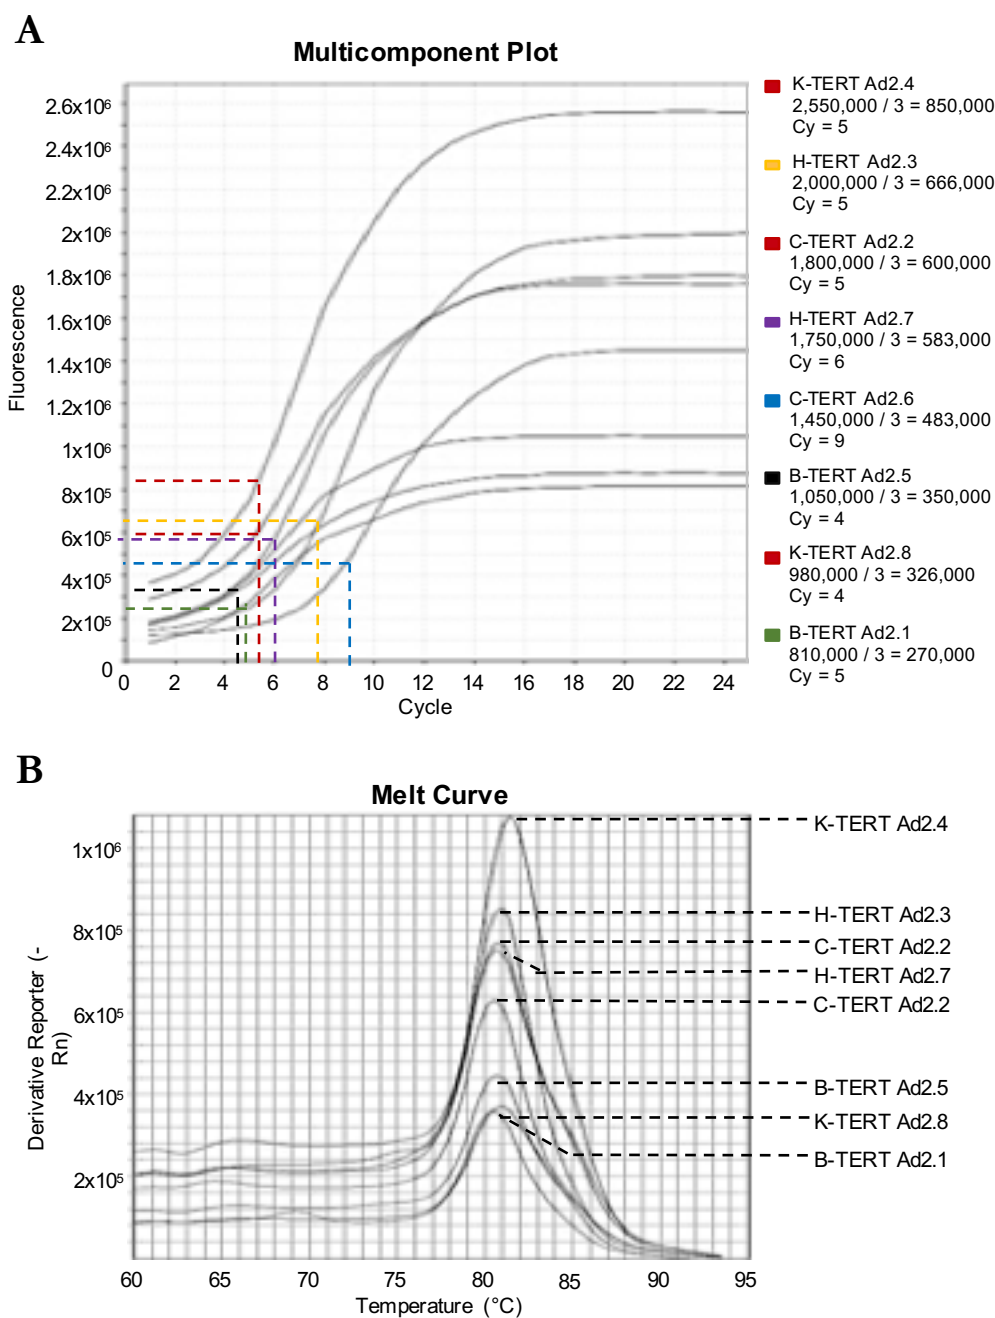 A
Multicomponent Plot
Fluorescence
2.6x10⁶
2.4x10⁶
2.2x10⁶
2x10⁶
1.8x10⁶
1.6x10⁶
1.4x10⁶
1.2x10⁶
1x10⁶
8x10⁵
6x10⁵
4x10⁵
2x10⁵
0
0 2 4 6 8 10 12 14 16 18 20 22 24
Cycle
K-TERT Ad2.4
2,550,000 / 3 = 850,000
Cy = 5
H-TERT Ad2.3
2,000,000 / 3 = 666,000
Cy = 5
C-TERT Ad2.2
1,800,000 / 3 = 600,000
Cy = 5
H-TERT Ad2.7
1,750,000 / 3 = 583,000
Cy = 6
C-TERT Ad2.6
1,450,000 / 3 = 483,000
Cy = 9
B-TERT Ad2.5
1,050,000 / 3 = 350,000
Cy = 4
K-TERT Ad2.8
980,000 / 3 = 326,000
Cy = 4
B-TERT Ad2.1
810,000 / 3 = 270,000
Cy = 5
B
Melt Curve
Derivative Reporter (-
Rn)
1x10⁶
8x10⁵
6x10⁵
4x10⁵
2x10⁵
60 65 70 75 80 85 90 95
Temperature (°C)
K-TERT Ad2.4
H-TERT Ad2.3
C-TERT Ad2.2
H-TERT Ad2.7
C-TERT Ad2.2
B-TERT Ad2.5
K-TERT Ad2.8
B-TERT Ad2.1